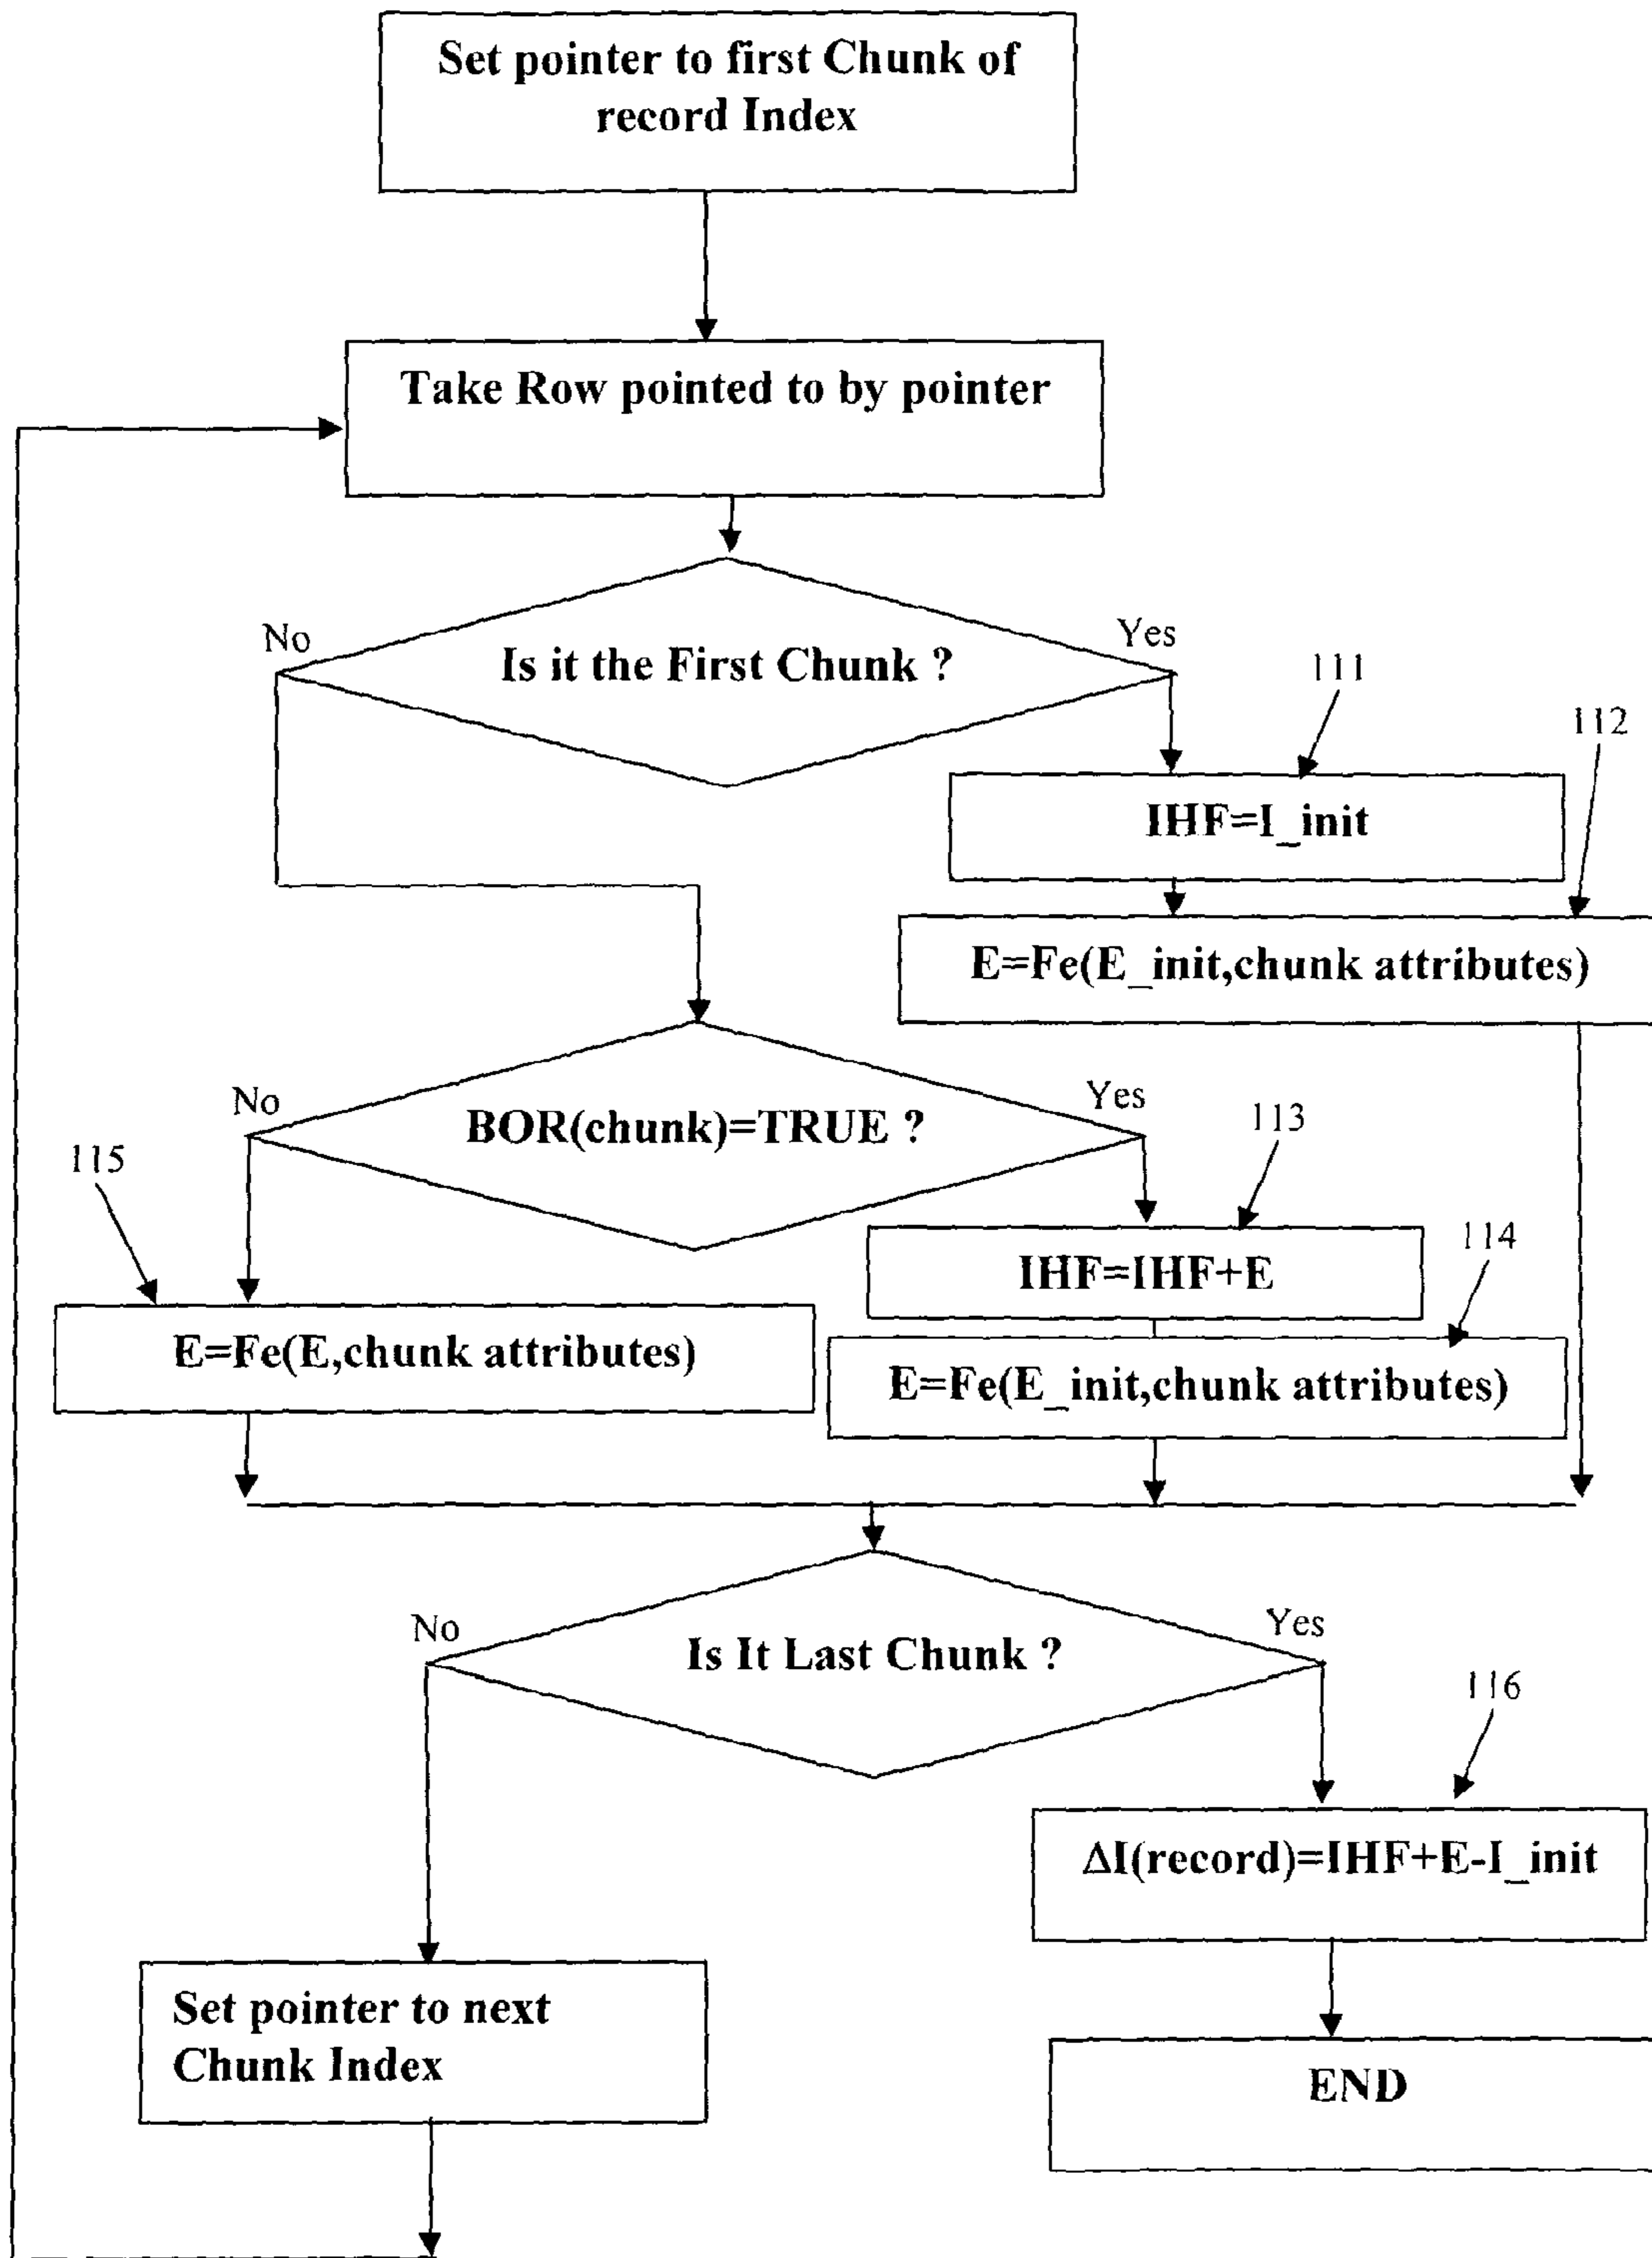 Set pointer to first Chunk of
record Index
Take Row pointed to by pointer
No
Yes
Is it the First Chunk ?
111
112
IHF=I_init
E=Fe(E_init,chunk attributes)
No
Yes
BOR(chunk)=TRUE ?
113
115
114
IHF=IHF+E
E=Fe(E,chunk attributes)
E=Fe(E_init,chunk attributes)
No
Yes
Is It Last Chunk ?
116
ΔI(record)=IHF+E-I_init
Set pointer to next
Chunk Index
END